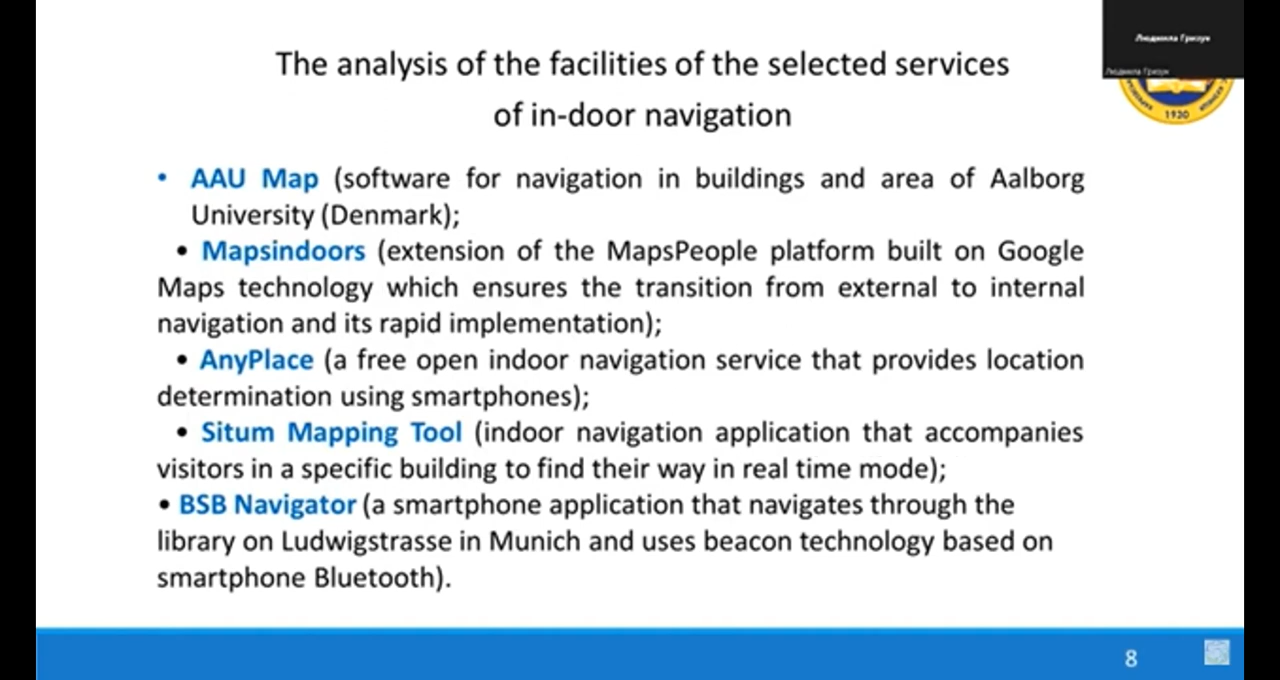 The analysis of the facilities of the selected services
of in-door navigation
• AAU Map (software for navigation in buildings and area of Aalborg
University (Denmark);
• Mapsindoors (extension of the MapsPeople platform built on Google
Maps technology which ensures the transition from external to internal
navigation and its rapid implementation);
• AnyPlace (a free open indoor navigation service that provides location
determination using smartphones);
• Situm Mapping Tool (indoor navigation application that accompanies
visitors in a specific building to find their way in real time mode);
• BSB Navigator (a smartphone application that navigates through the
library on Ludwigstrasse in Munich and uses beacon technology based on
smartphone Bluetooth).
Людмила Гризун
Людмила Гризун
1930
8